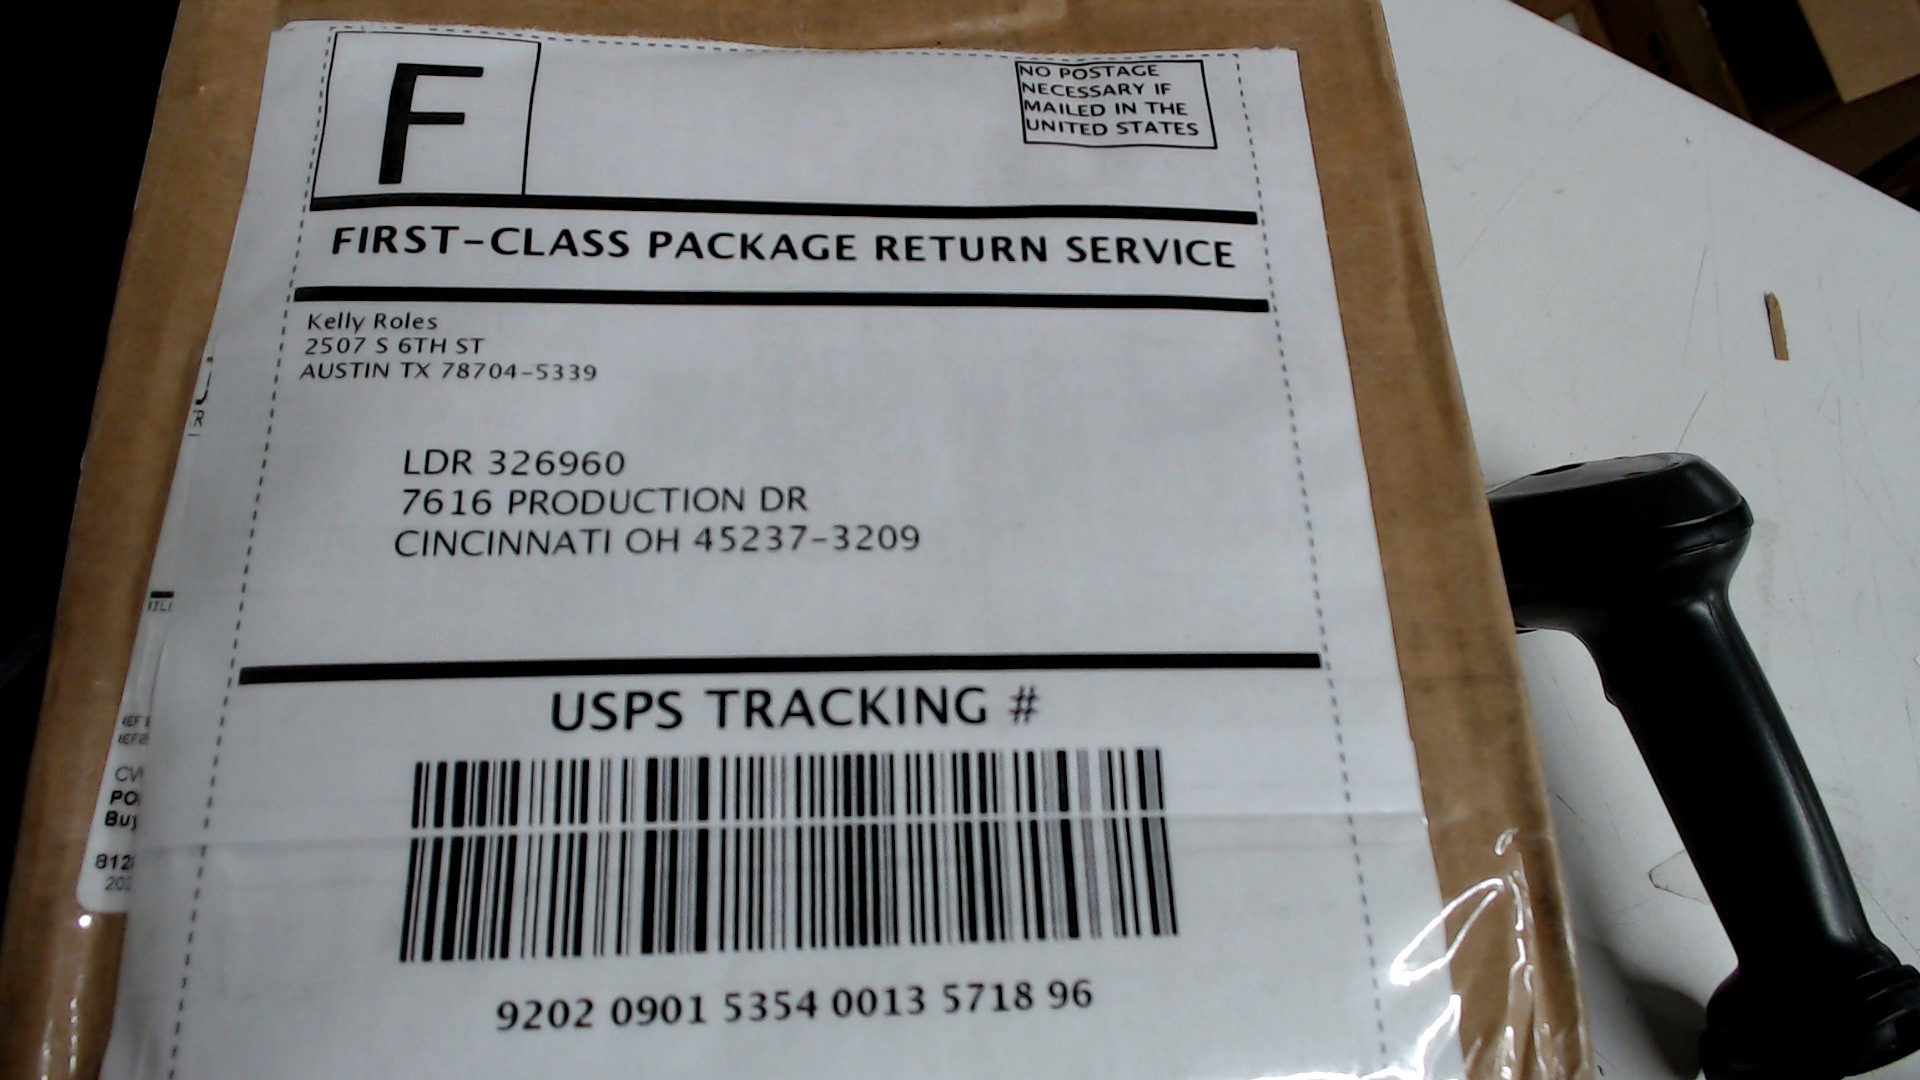 F
NO POSTAGE
NECESSARY IF
MAILED IN THE
UNITED STATES
FIRST-CLASS PACKAGE RETURN SERVICE
Kelly Roles
2507 S 6TH ST
AUSTIN TX 78704-5339
LDR 326960
7616 PRODUCTION DR
CINCINNATI OH 45237-3209
USPS TRACKING #
9202 0901 5354 0013 5718 96